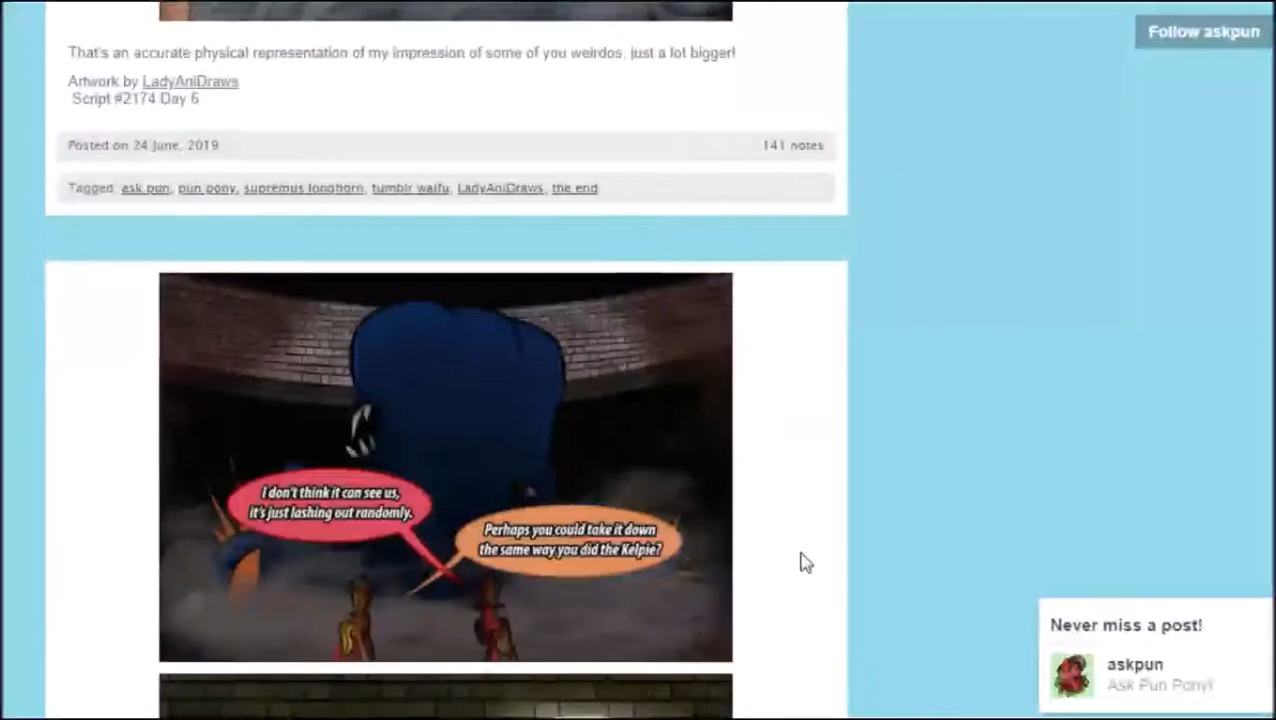 Follow askpun
That's an accurate physical representation of my impression of some of you weirdos, just a lot bigger!
Artwork by LadyAniDraws
Script #2174 Day 6
Posted on 24 June, 2019
141 notes
Tagged: ask pun, pun pony, supremus longhorn, tumblr waifu, LadyAniDraws, the end
I don't think it can see us,
it's just lashing out randomly.
Perhaps you could take it down
the same way you did the Kelpie?
Never miss a post!
askpun
Ask Pun Pony!